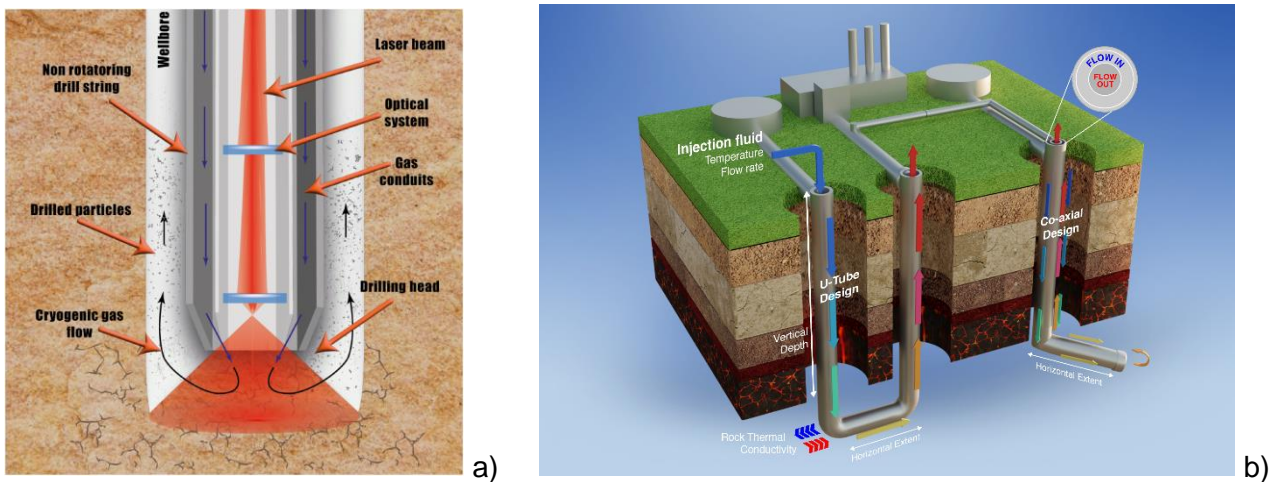 Wellbore
Laser beam
Non rotatoring
drill string
Optical
system
Gas
conduits
Drilled particles
Drilling head
Cryogenic gas
flow
a)
FLOW IN
FLOW
OUT
Injection fluid
Temperature
Flow rate
Co-axial
Design
U-Tube
Design
Vertical
Depth
Horizontal Extent
Rock Thermal
Conductivity
Horizontal Extent
b)